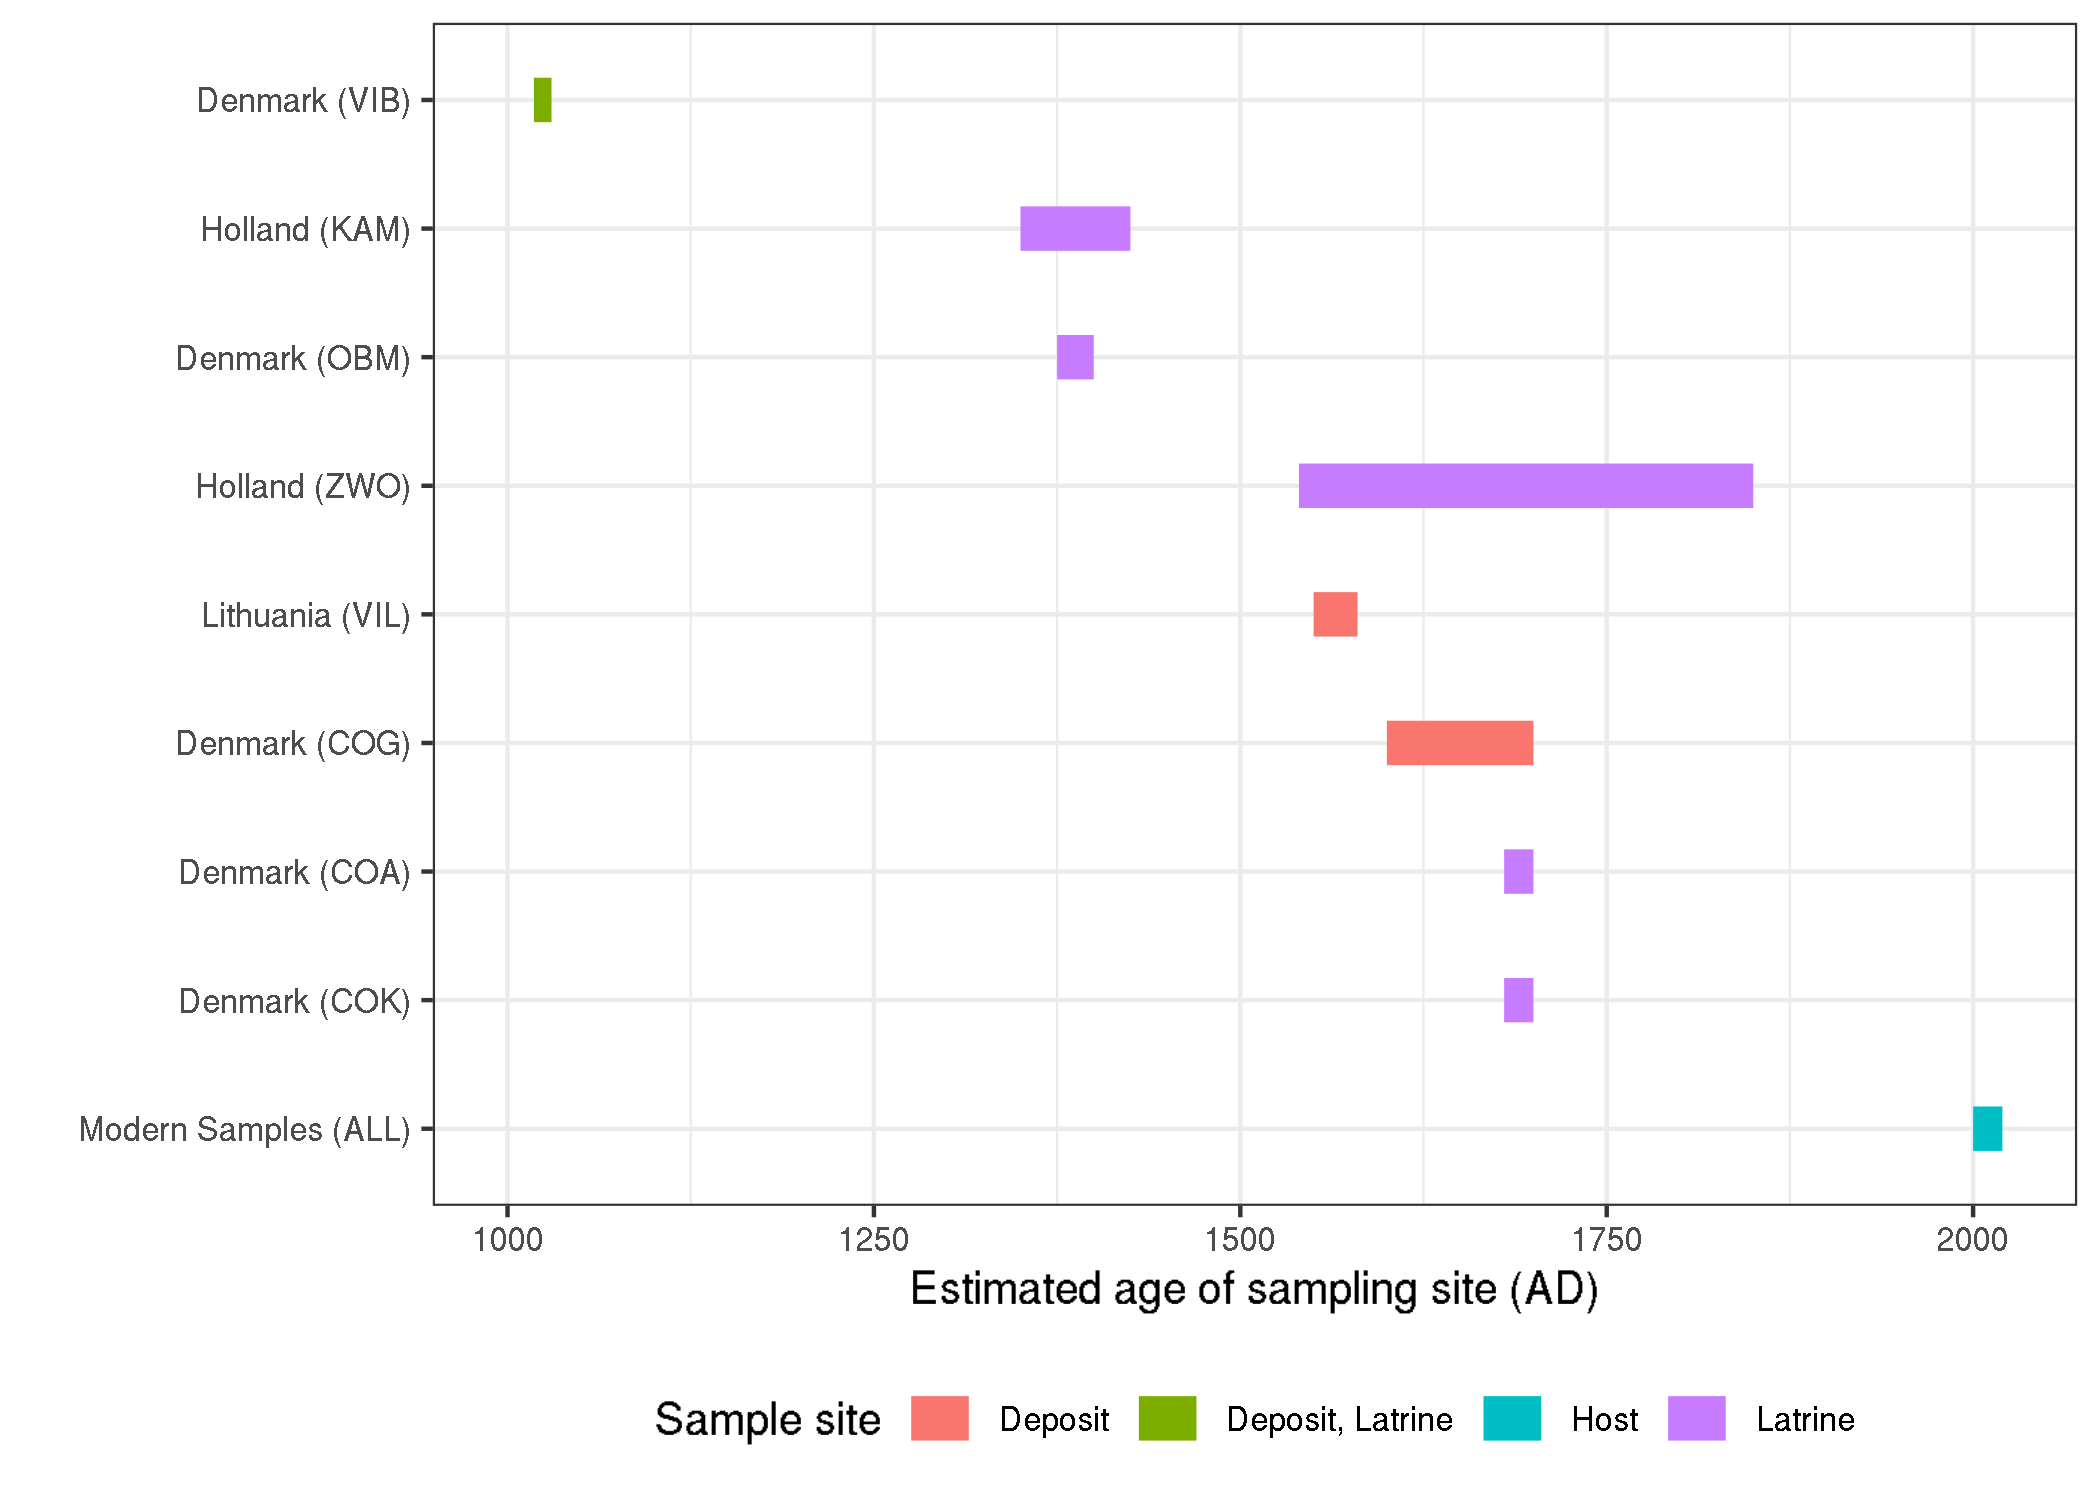 Denmark (VIB)
Holland (KAM)
Denmark (OBM)
Holland (ZWO)
Lithuania (VIL)
Denmark (COG)
Denmark (COA)
Denmark (COK)
Modern Samples (ALL)
1000 1250 1500 1750 2000
Estimated age of sampling site (AD)
Sample site Deposit Deposit, Latrine Host Latrine